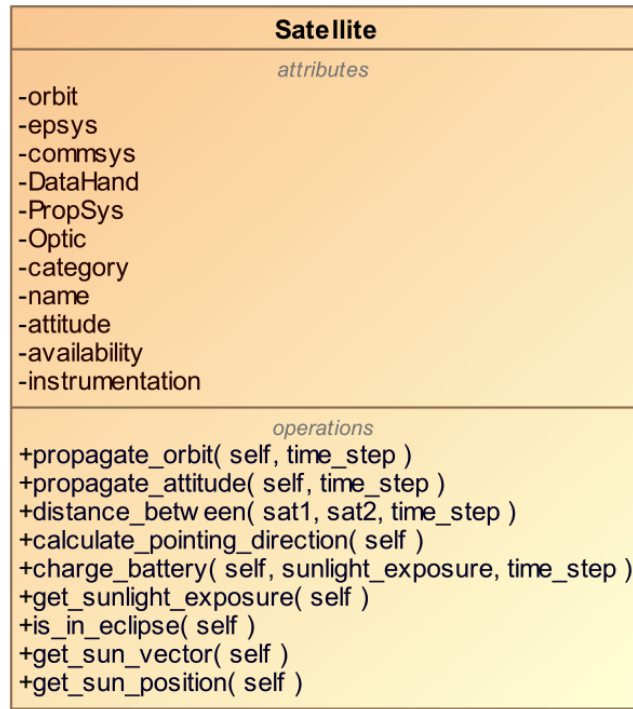 Satellite
attributes
-orbit
-epsys
-commsys
-DataHand
-PropSys
-Optic
-category
-name
-attitude
-availability
-instrumentation
operations
+propagate_orbit( self, time_step )
+propagate_attitude( self, time_step )
+distance_between( sat1, sat2, time_step )
+calculate_pointing_direction( self )
+charge_battery( self, sunlight_exposure, time_step )
+get_sunlight_exposure( self )
+is_in_eclipse( self )
+get_sun_vector( self )
+get_sun_position( self )